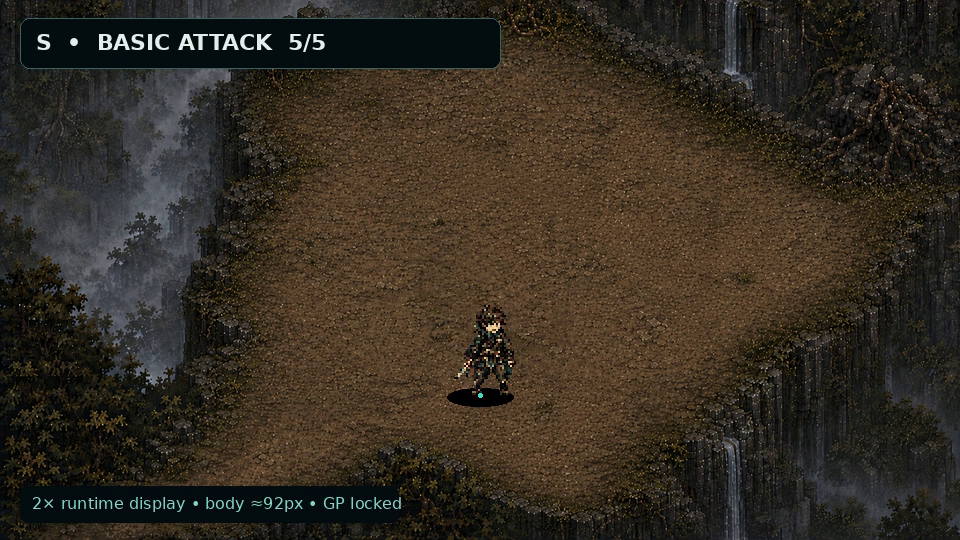 S • BASIC ATTACK 5/5
2× runtime display • body ≈92px • GP locked